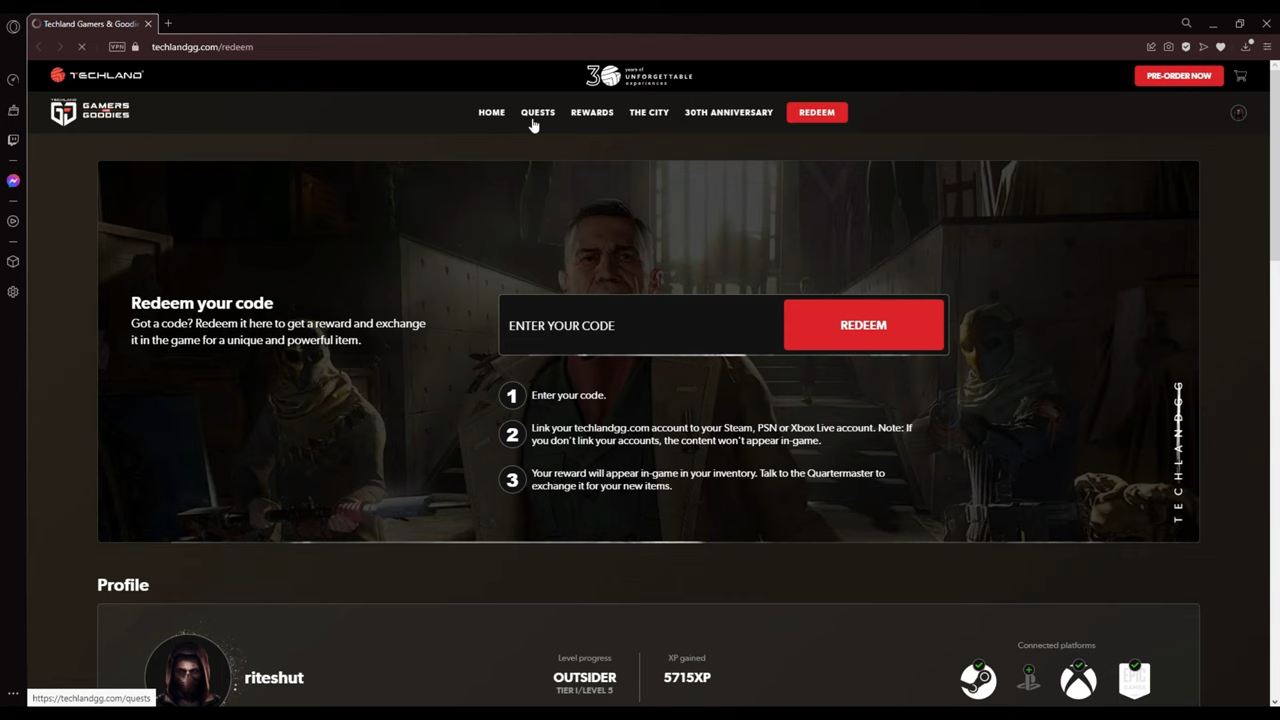 Techland Gamers & Goodi
VPN
techlandgg.com/redeem
TECHLAND
30 years of
UNFORGETTABLE
experiences
PRE-ORDER NOW
TECHLAND
GAMERS
GOODIES
HOME QUESTS REWARDS THE CITY 30TH ANNIVERSARY REDEEM
Redeem your code
Got a code? Redeem it here to get a reward and exchange
it in the game for a unique and powerful item.
ENTER YOUR CODE
REDEEM
1 Enter your code.
2 Link your techlandgg.com account to your Steam, PSN or Xbox Live account. Note: If
you don't link your accounts, the content won't appear in-game.
3 Your reward will appear in-game in your inventory. Talk to the Quartermaster to
exchange it for your new items.
TECHLANDGG
Profile
riteshut
Level progress
OUTSIDER
TIER I/LEVEL 5
XP gained
5715XP
Connected platforms
EPIC
GAMES
https://techlandgg.com/quests